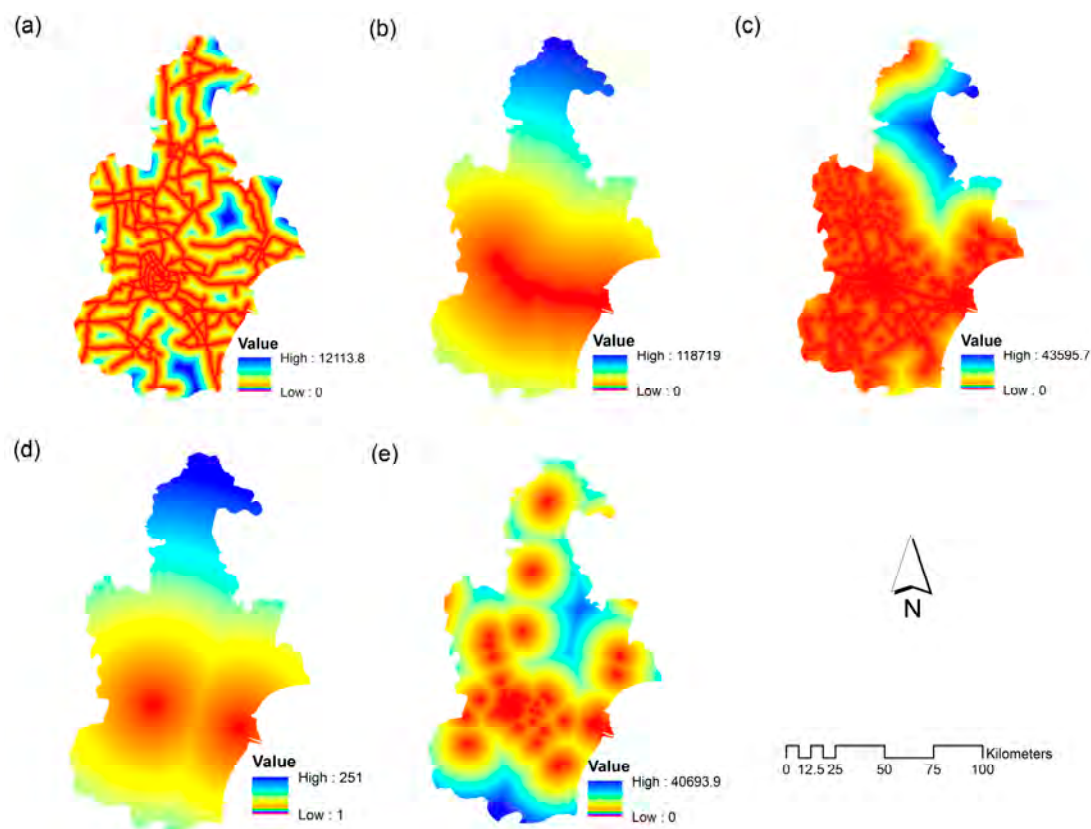 (a)
Value
High : 12113.8
Low : 0
(b)
Value
High : 118719
Low : 0
(c)
Value
High : 43595.7
Low : 0
(d)
Value
High : 251
Low : 1
(e)
Value
High : 40693.9
Low : 0
N
Kilometers
0 12.5 25 50 75 100